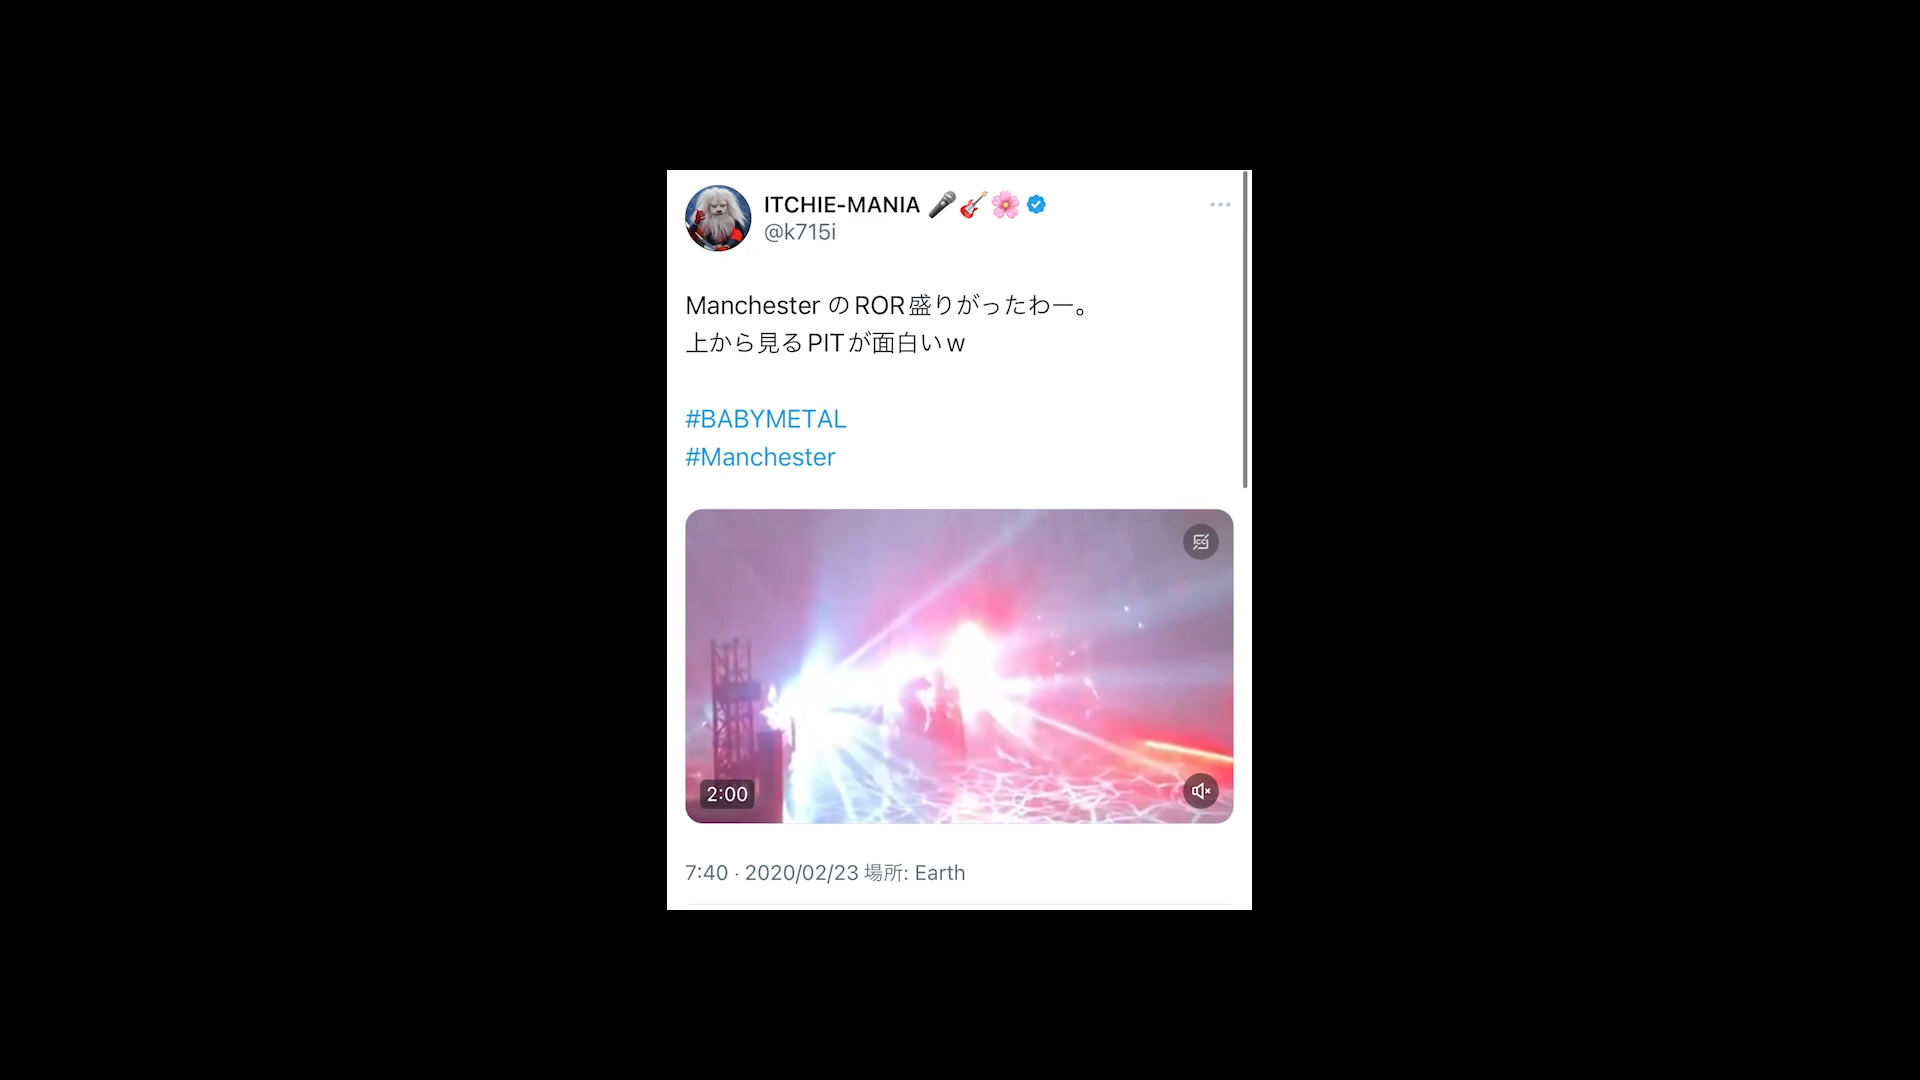 ITCHIE-MANIA 🎤🎸🌸
@k715i
Manchester のROR盛りがったわー。
上から見るPITが面白いw
#BABYMETAL
#Manchester
2:00
7:40 · 2020/02/23 場所: Earth